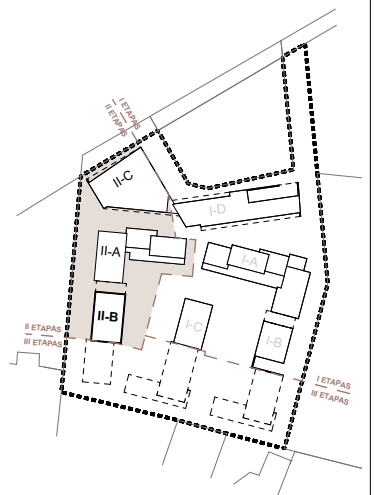 I ETAPAS
II ETAPAS
II-C
I-D
II-A
I-A
II-B
I-C
I-B
II ETAPAS
III ETAPAS
I ETAPAS
III ETAPAS